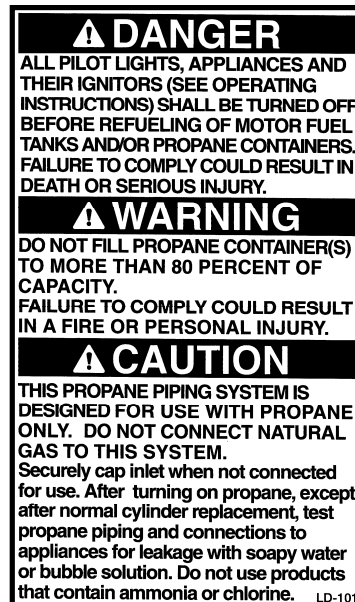 DANGER
ALL PILOT LIGHTS, APPLIANCES AND
THEIR IGNITORS (SEE OPERATING
INSTRUCTIONS) SHALL BE TURNED OFF
BEFORE REFUELING OF MOTOR FUEL
TANKS AND/OR PROPANE CONTAINERS.
FAILURE TO COMPLY COULD RESULT IN
DEATH OR SERIOUS INJURY.
WARNING
DO NOT FILL PROPANE CONTAINER(S)
TO MORE THAN 80 PERCENT OF
CAPACITY.
FAILURE TO COMPLY COULD RESULT
IN A FIRE OR PERSONAL INJURY.
CAUTION
THIS PROPANE PIPING SYSTEM IS
DESIGNED FOR USE WITH PROPANE
ONLY. DO NOT CONNECT NATURAL
GAS TO THIS SYSTEM.
Securely cap inlet when not connected
for use. After turning on propane, except
after normal cylinder replacement, test
propane piping and connections to
appliances for leakage with soapy water
or bubble solution. Do not use products
that contain ammonia or chlorine. LD-101